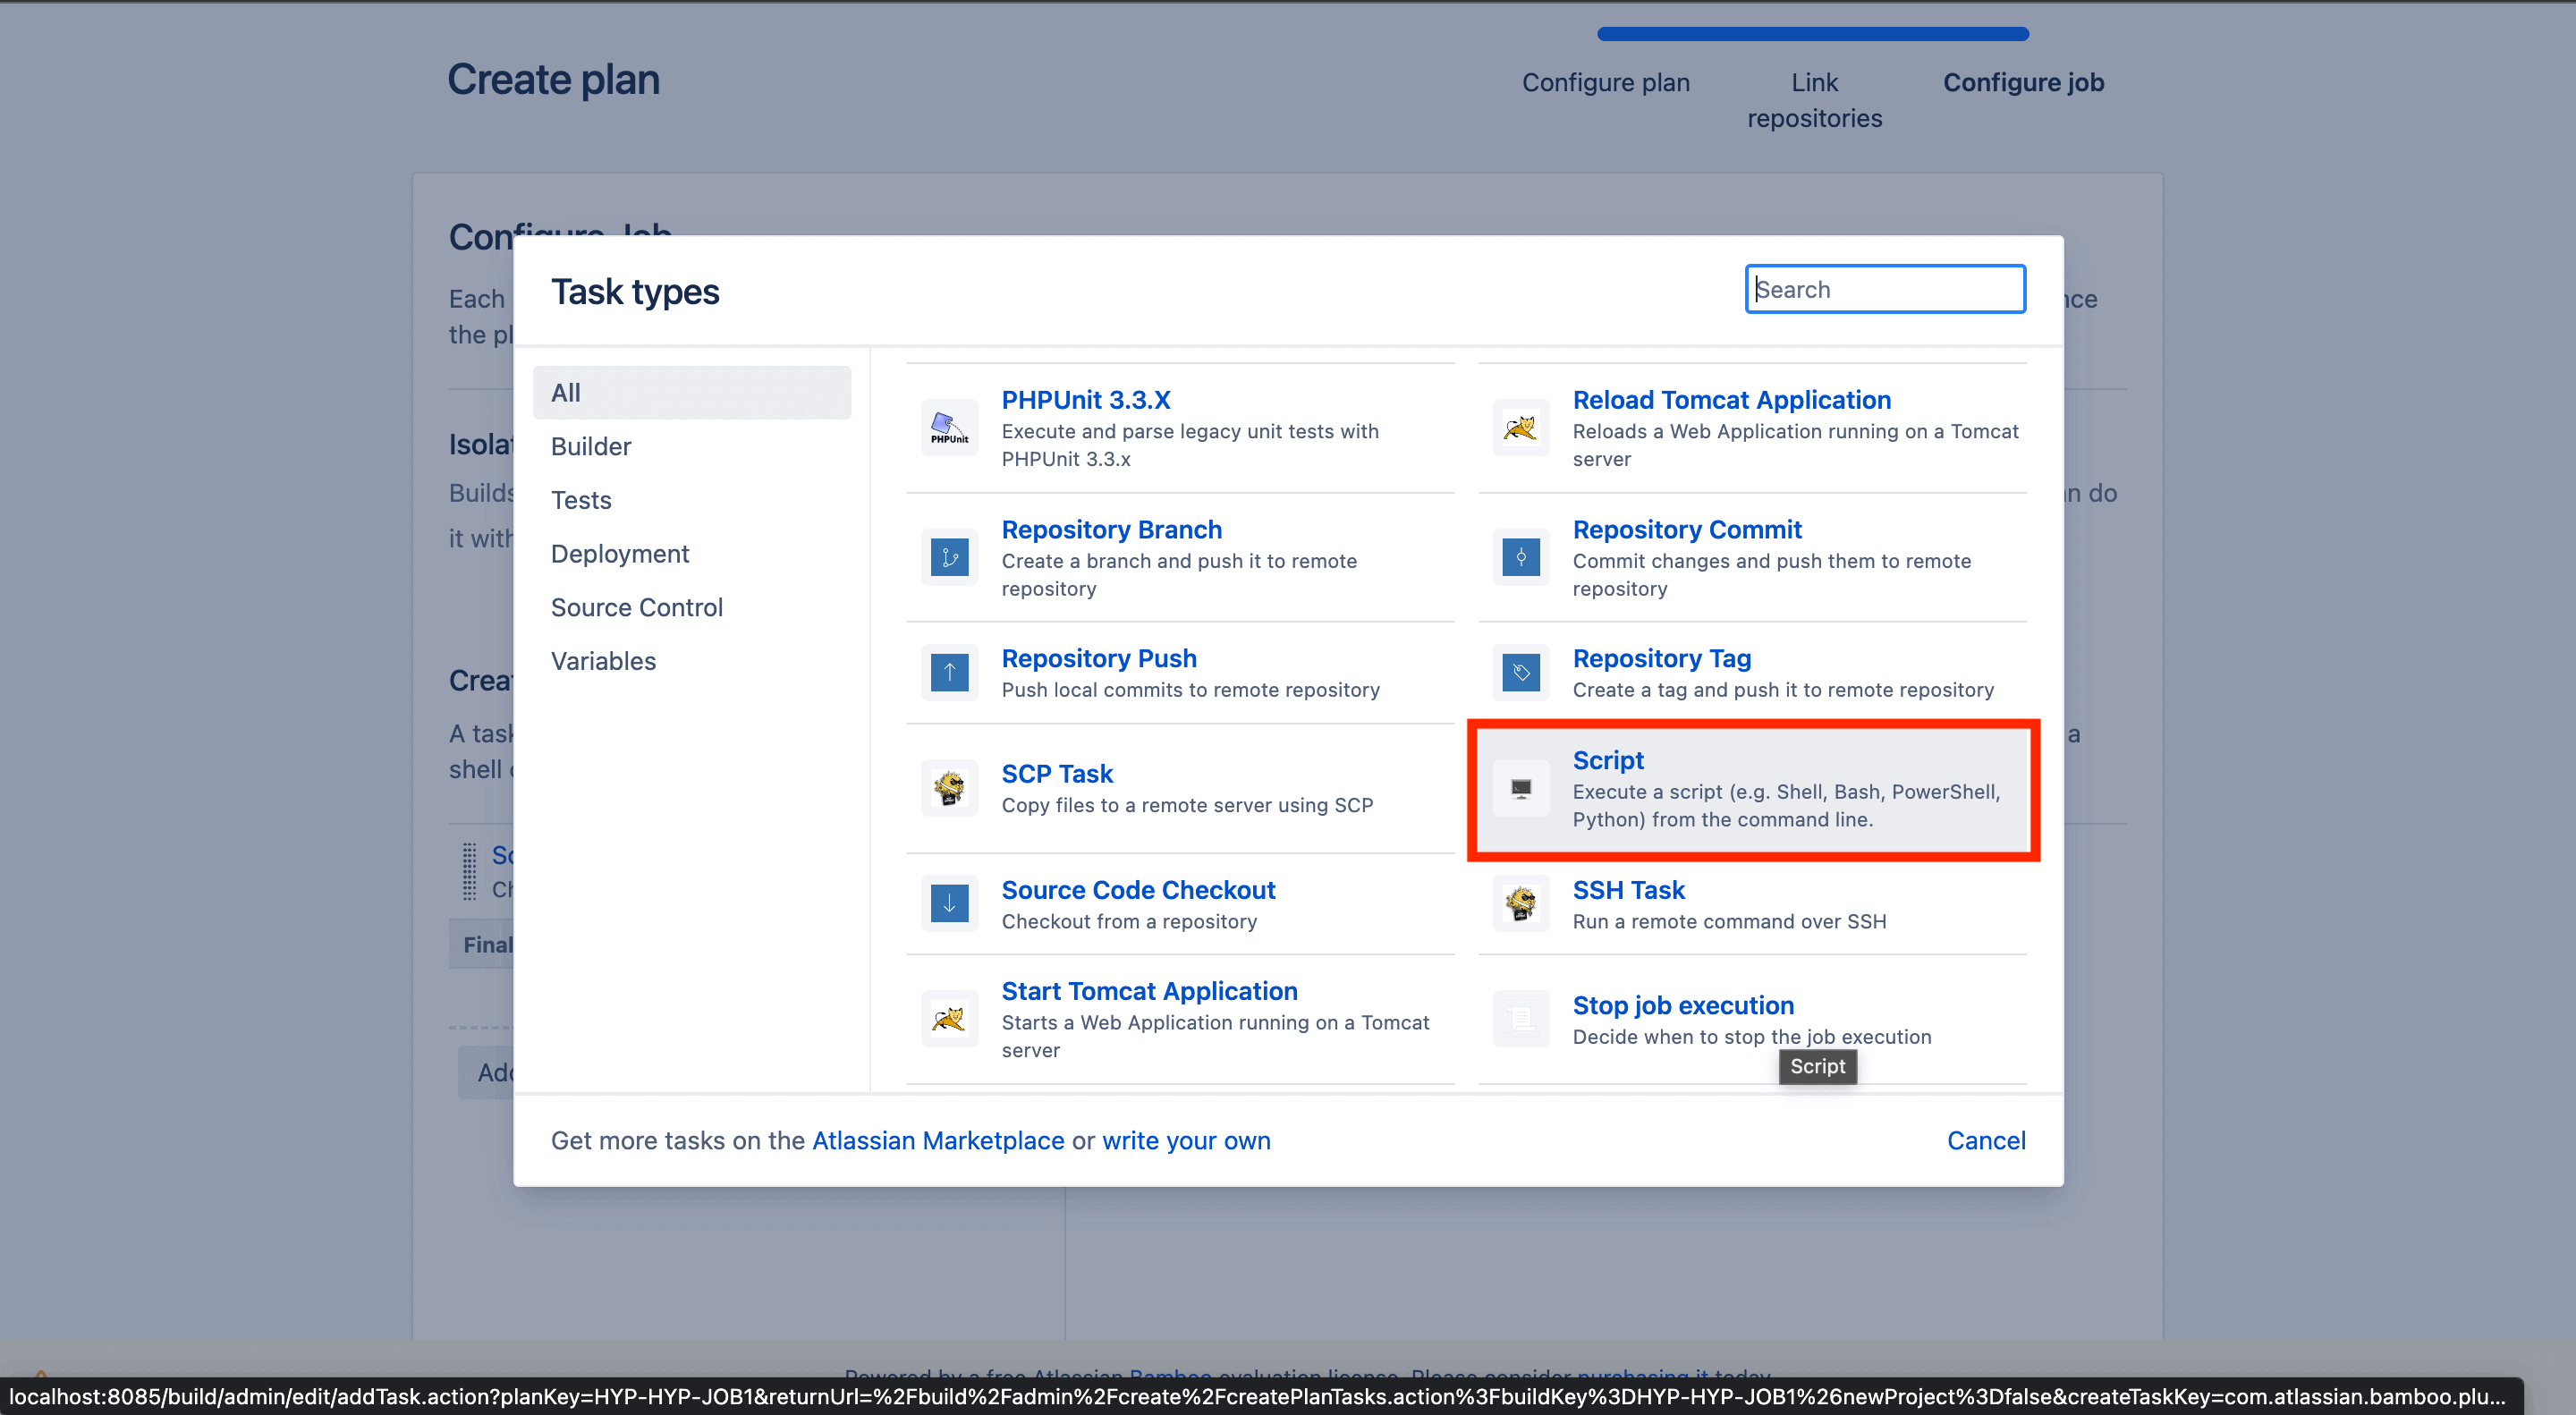 Create plan
Configure plan
Link
repositories
Configure job
Each
nce
the pl
Task types
Search
All
Builder
Tests
Deployment
Source Control
Variables
PHPUnit
PHPUnit 3.3.X
Execute and parse legacy unit tests with
PHPUnit 3.3.x
Reload Tomcat Application
Reloads a Web Application running on a Tomcat
server
Repository Branch
Create a branch and push it to remote
repository
Repository Commit
Commit changes and push them to remote
repository
Repository Push
Push local commits to remote repository
Repository Tag
Create a tag and push it to remote repository
SCP Task
Copy files to a remote server using SCP
Script
Execute a script (e.g. Shell, Bash, PowerShell,
Python) from the command line.
Source Code Checkout
Checkout from a repository
SSH Task
Run a remote command over SSH
Start Tomcat Application
Starts a Web Application running on a Tomcat
server
Stop job execution
Decide when to stop the job execution
Script
Get more tasks on the Atlassian Marketplace or write your own
Cancel
Isolat
Builds
n do
it with
Creat
A task
a
shell
Final
Powered by a free Atlassian Bamboo evaluation license. Please consider purchasing it today.
localhost:8085/build/admin/edit/addTask.action?planKey=HYP-HYP-JOB1&returnUrl=%2Fbuild%2Fadmin%2Fcreate%2FcreatePlanTasks.action%3FbuildKey%3DHYP-HYP-JOB1%26newProject%3Dfalse&createTaskKey=com.atlassian.bamboo.plu...